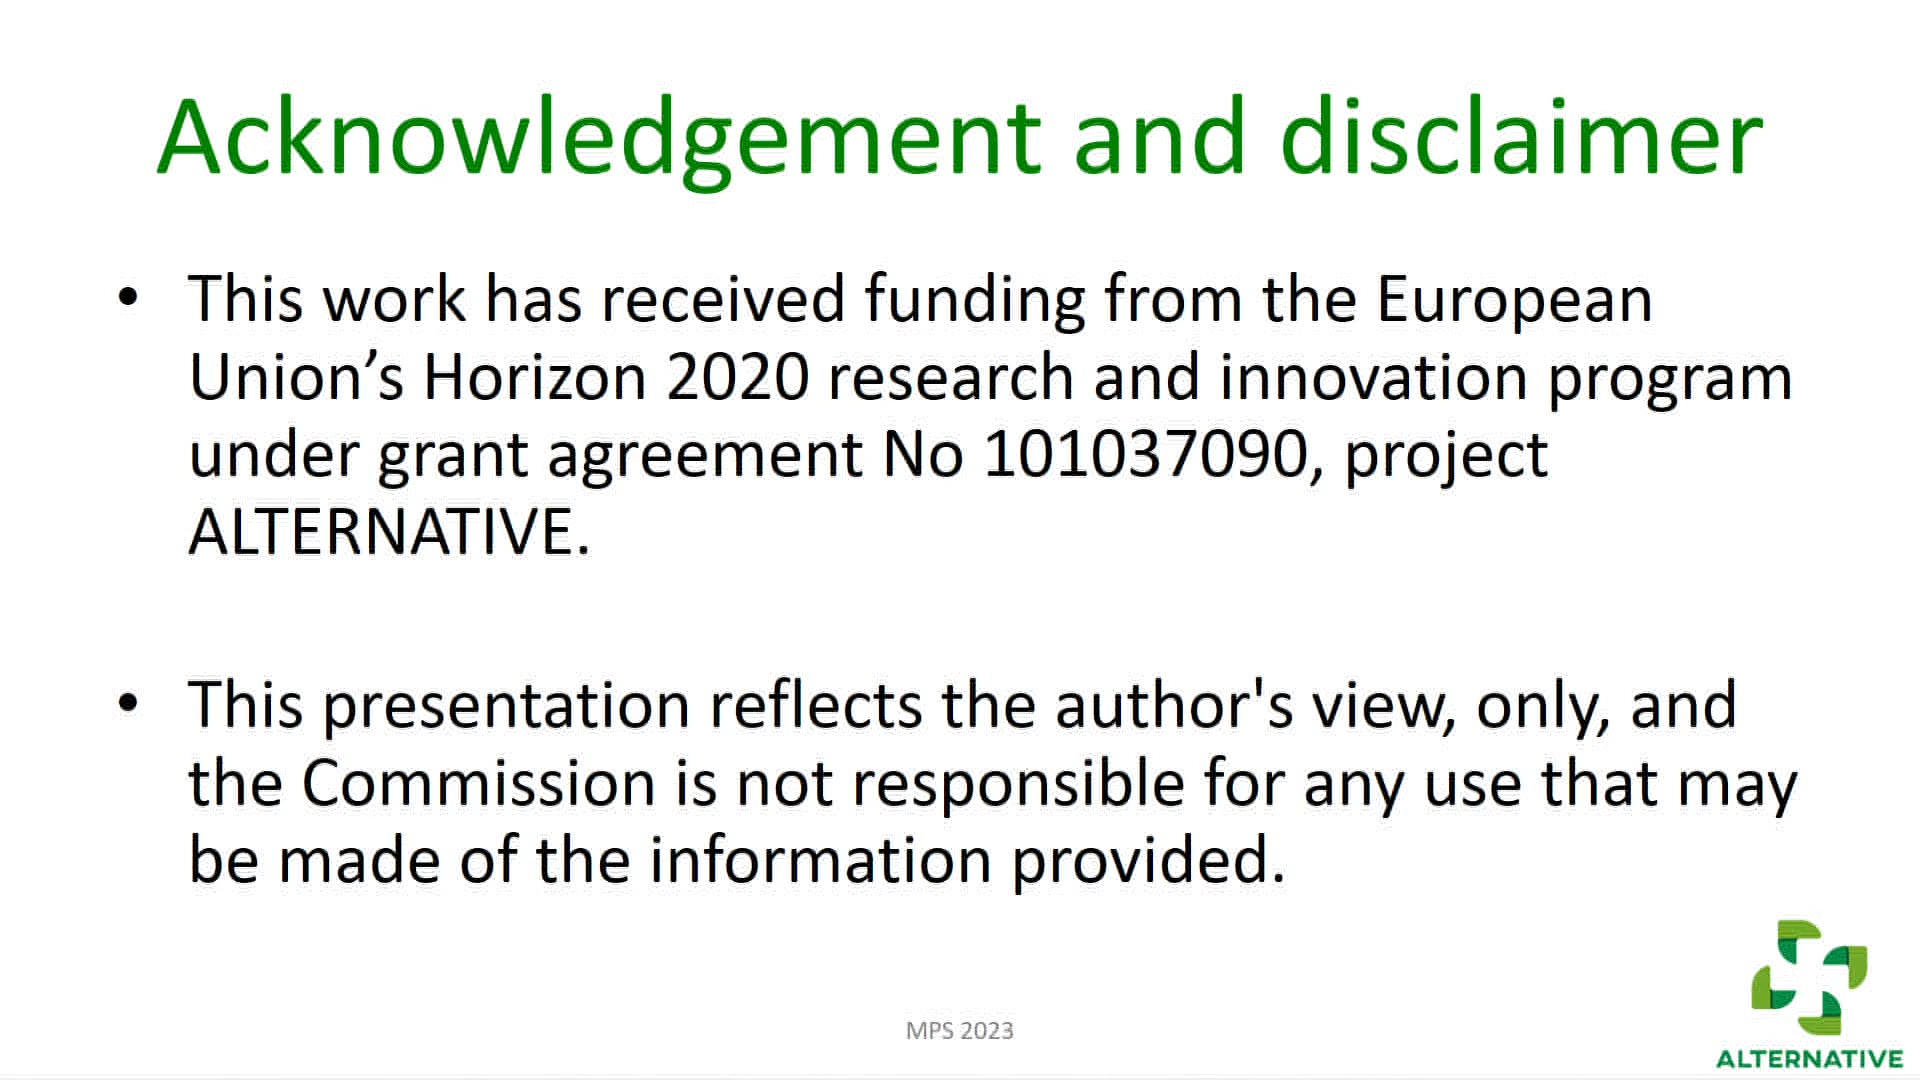 Acknowledgement and disclaimer
• This work has received funding from the European
Union’s Horizon 2020 research and innovation program
under grant agreement No 101037090, project
ALTERNATIVE.
• This presentation reflects the author's view, only, and
the Commission is not responsible for any use that may
be made of the information provided.
MPS 2023
ALTERNATIVE